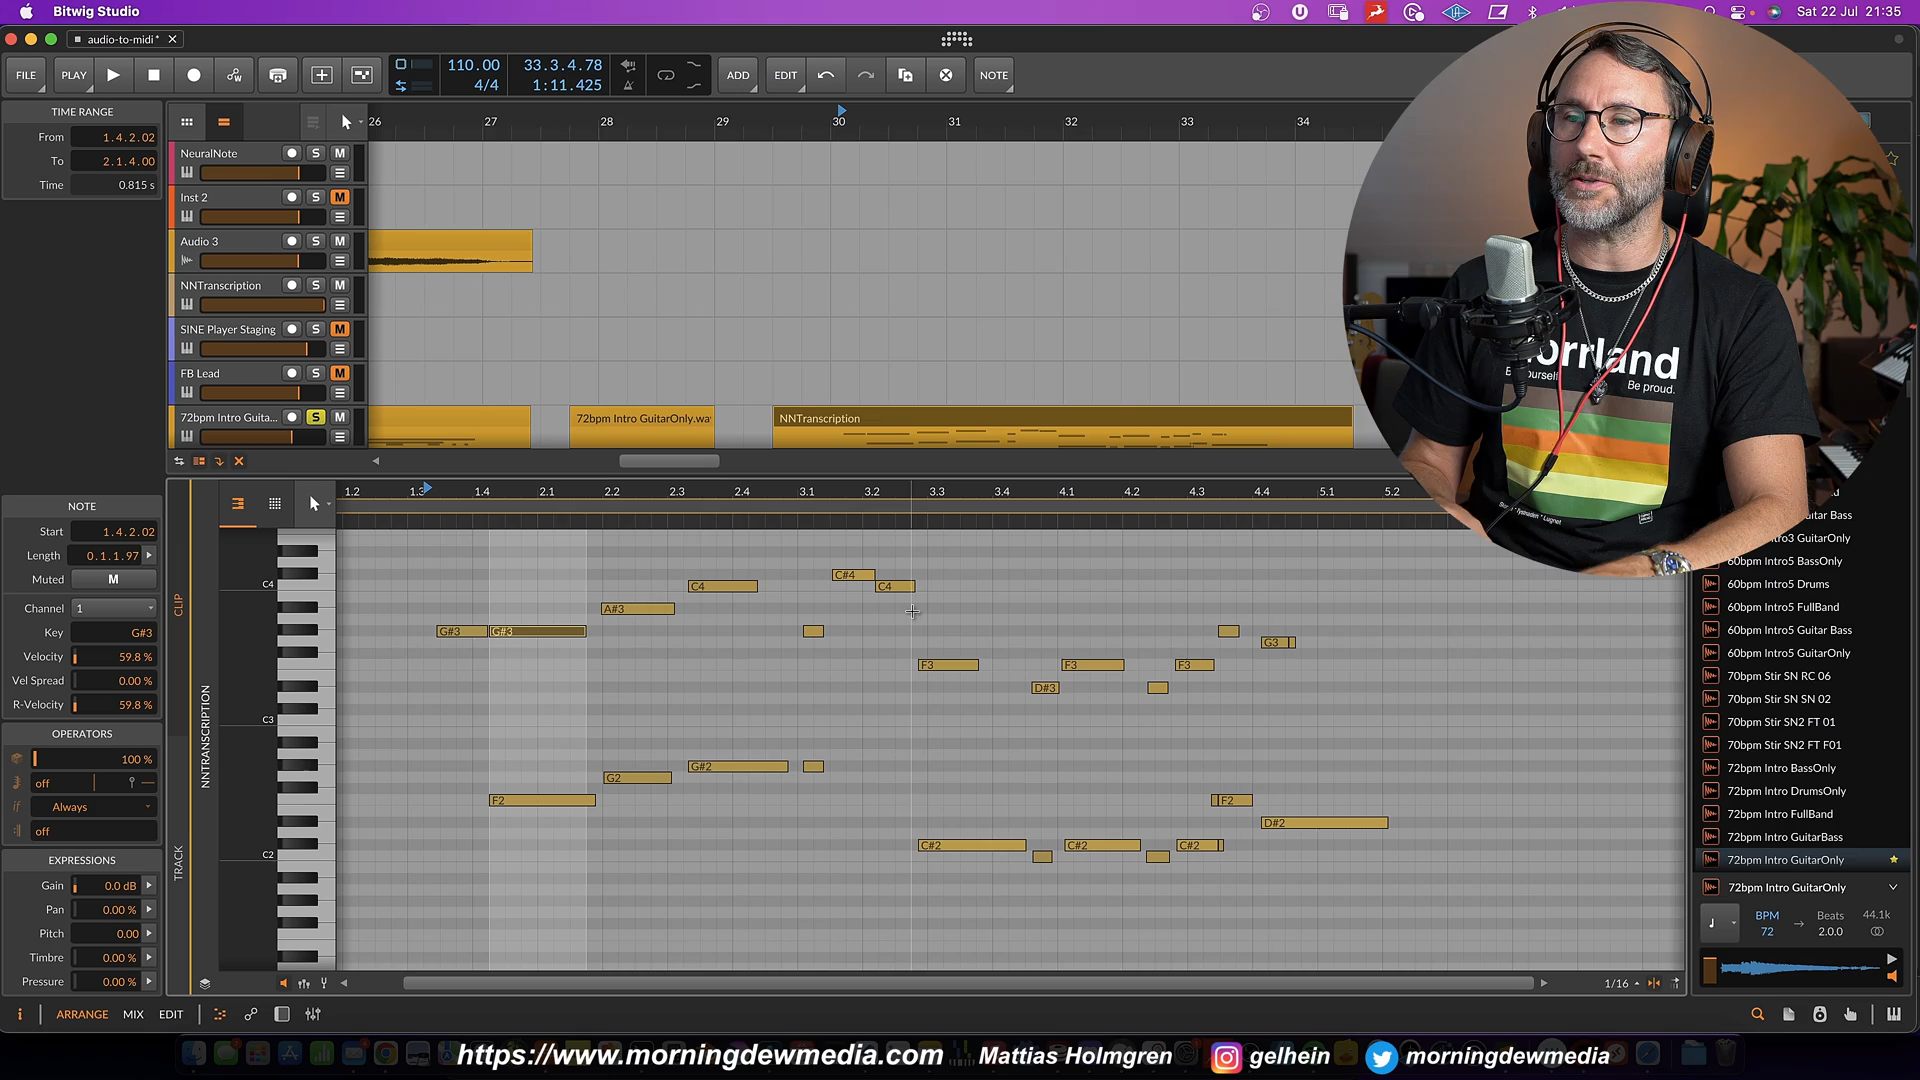 Bitwig Studio
Sat 22 Jul 21:35
audio-to-midi*
FILE
PLAY
110.00
4/4
33.3.4.78
1:11.425
ADD
EDIT
NOTE
TIME RANGE
From 1.4.2.02
To 2.1.4.00
Time 0.815 s
26 27 28 29 30 31 32 33 34
NeuralNote S M
Inst 2 S M
Audio 3 S M
NNTranscription S M
SINE Player Staging S M
FB Lead S M
72bpm Intro Guita... S M
72bpm Intro GuitarOnly.wa
NNTranscription
NOTE
Start 1.4.2.02
Length 0.1.1.97
Muted M
Channel 1
Key G#3
Velocity 59.8 %
Vel Spread 0.00 %
R-Velocity 59.8 %
OPERATORS
100 %
off
if Always
off
EXPRESSIONS
Gain 0.0 dB
Pan 0.00 %
Pitch 0.00
Timbre 0.00 %
Pressure 0.00 %
CLIP
TRACK
NNTRANSCRIPTION
1.2 1.3 1.4 2.1 2.2 2.3 2.4 3.1 3.2 3.3 3.4 4.1 4.2 4.3 4.4 5.1 5.2
C4
C3
C2
C#4
C4 C4
A#3
G#3 G#3
G3
F3 F3 F3
D#3
G#2
G2
F2 F2
D#2
C#2 C#2 C#2
1/16
orrland
Be yourself
Be proud.
uitar Bass
GuitarOnly
60bpm Intro5 BassOnly
60bpm Intro5 Drums
60bpm Intro5 FullBand
60bpm Intro5 Guitar Bass
60bpm Intro5 GuitarOnly
70bpm Stir SN RC 06
70bpm Stir SN SN 02
70bpm Stir SN2 FT 01
70bpm Stir SN2 FT F01
72bpm Intro BassOnly
72bpm Intro DrumsOnly
72bpm Intro FullBand
72bpm Intro GuitarBass
72bpm Intro GuitarOnly
72bpm Intro GuitarOnly
BPM Beats 44.1k
72 2.0.0
i ARRANGE MIX EDIT
https://www.morningdewmedia.com Mattias Holmgren gelhein morningdewmedia